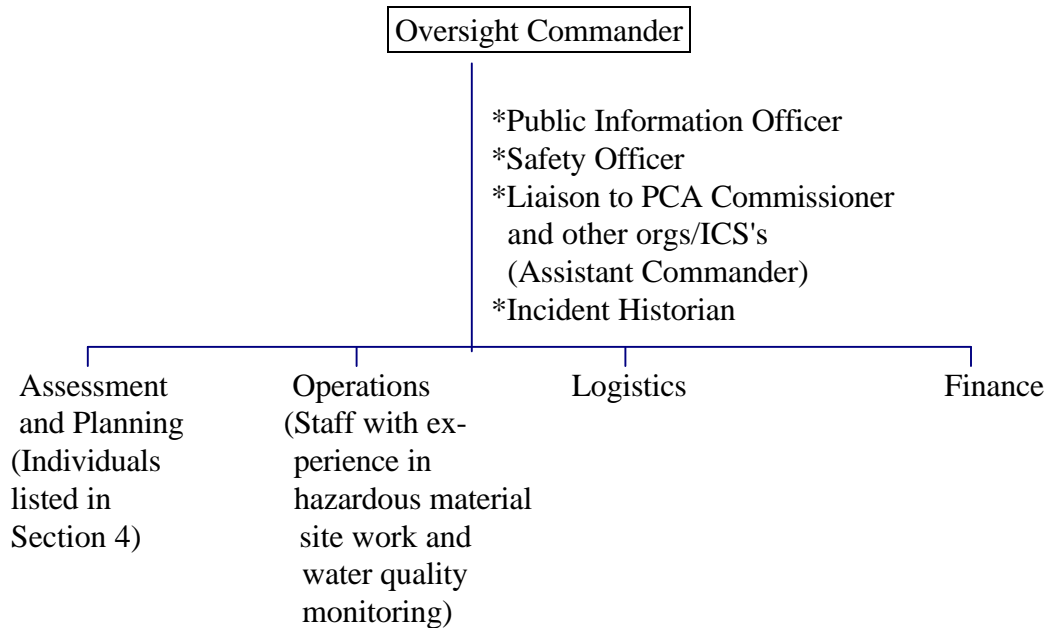 Oversight Commander
*Public Information Officer
*Safety Officer
*Liaison to PCA Commissioner
and other orgs/ICS's
(Assistant Commander)
*Incident Historian
Assessment
and Planning
(Individuals
listed in
Section 4)
Operations
(Staff with ex-
perience in
hazardous material
site work and
water quality
monitoring)
Logistics
Finance